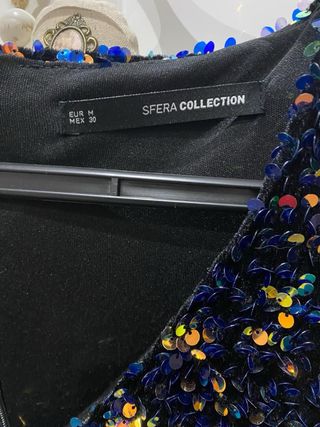 SFERA COLLECTION
EUR M
MEX 30